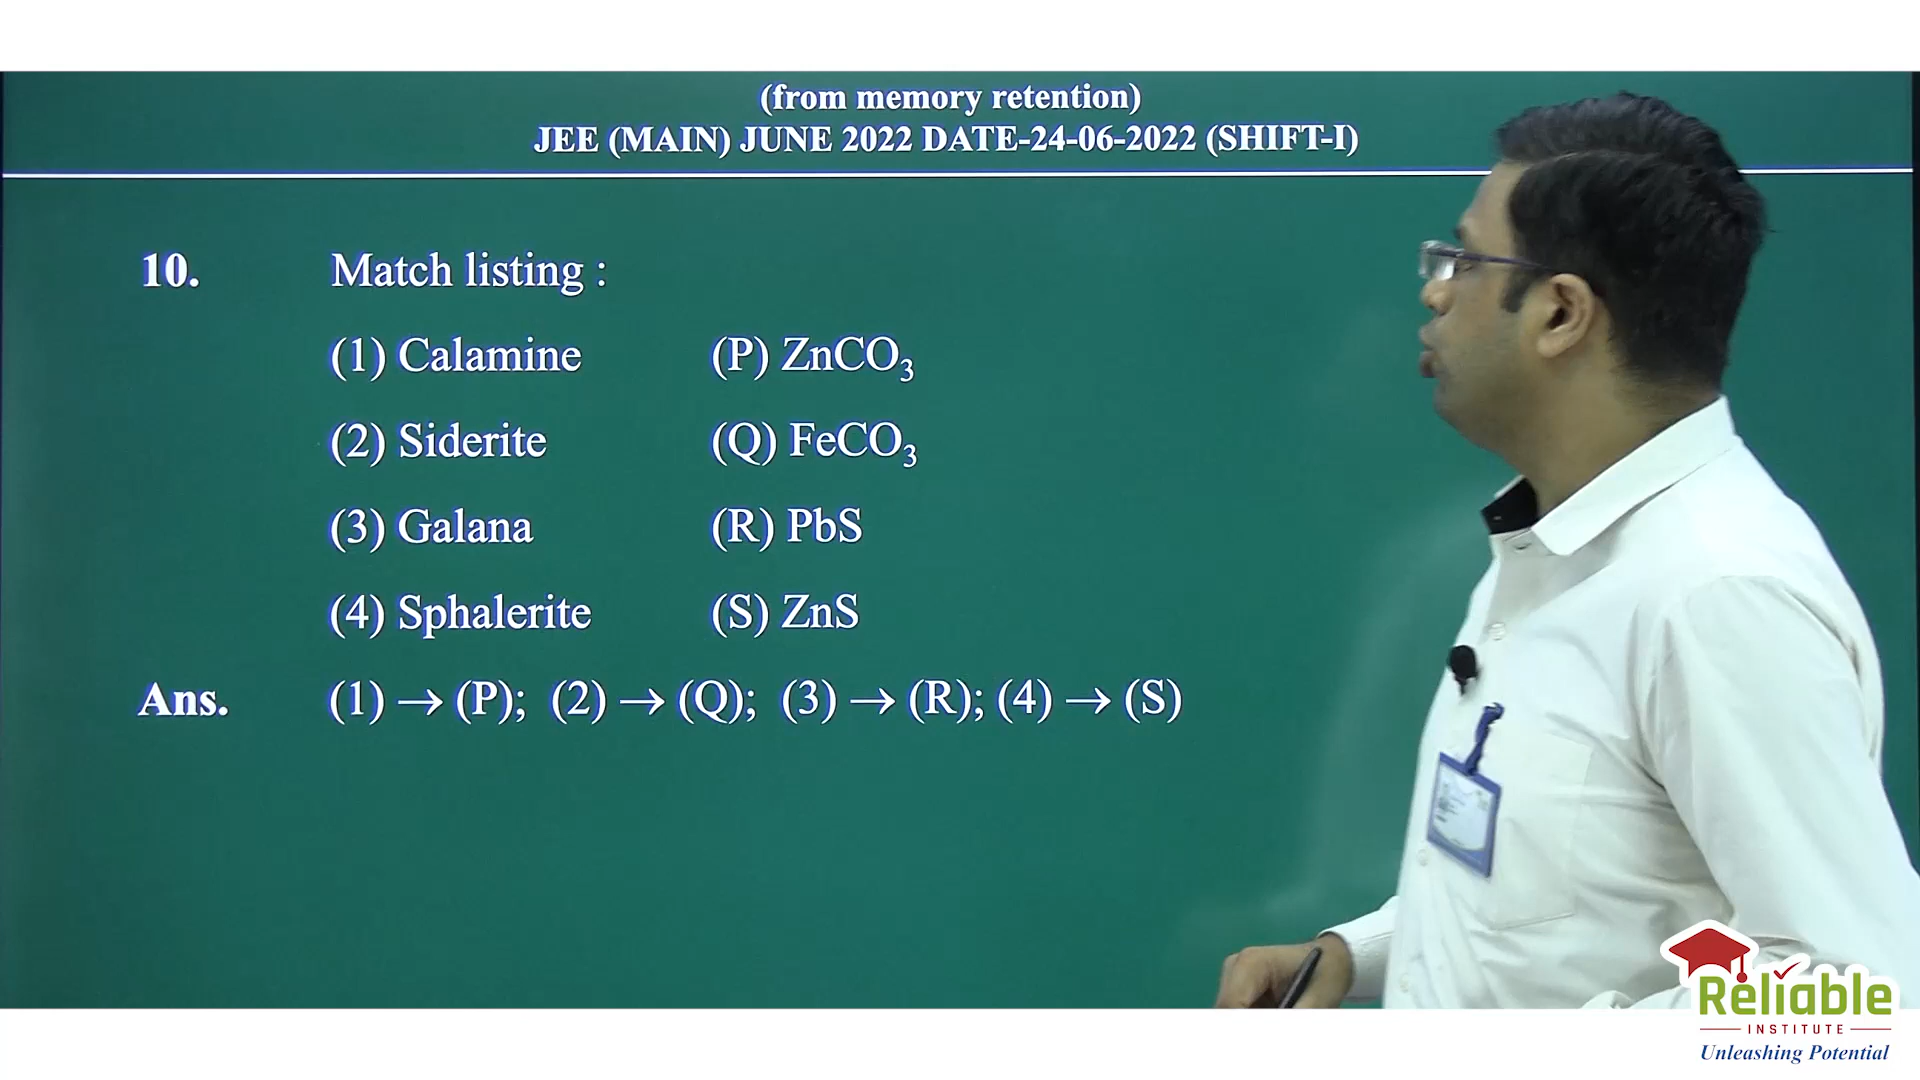 (from memory retention)
JEE (MAIN) JUNE 2022 DATE-24-06-2022 (SHIFT-I)
10. Match listing :
(1) Calamine (P) ZnCO₃
(2) Siderite (Q) FeCO₃
(3) Galana (R) PbS
(4) Sphalerite (S) ZnS
Ans. (1) → (P); (2) → (Q); (3) → (R); (4) → (S)
Reliable
INSTITUTE
Unleashing Potential